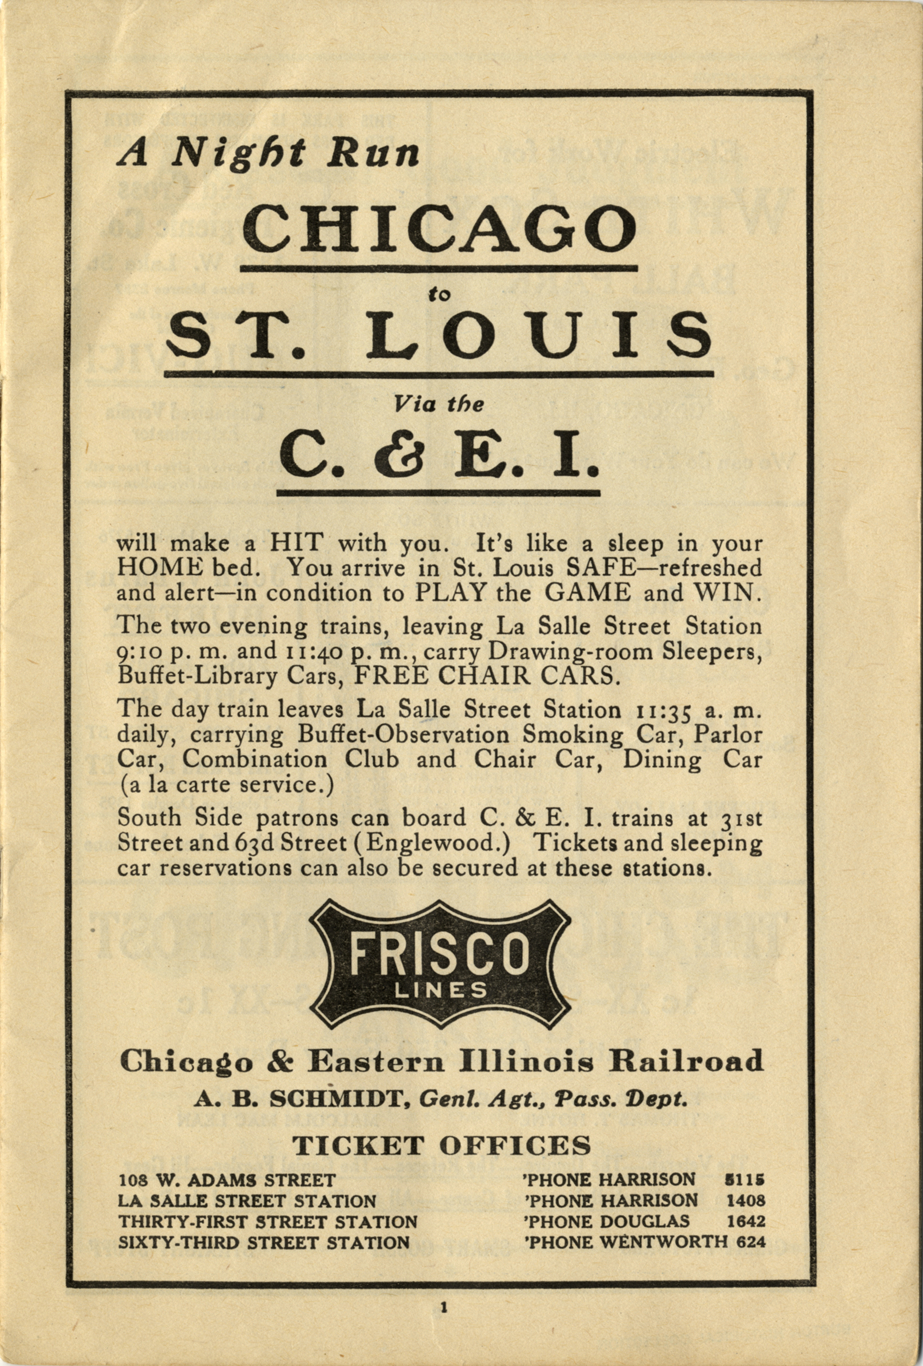 A Night Run
CHICAGO
to
ST. LOUIS
Via the
C. & E. I.
will make a HIT with you. It's like a sleep in your
HOME bed. You arrive in St. Louis SAFE—refreshed
and alert—in condition to PLAY the GAME and WIN.
The two evening trains, leaving La Salle Street Station
9:10 p. m. and 11:40 p. m., carry Drawing-room Sleepers,
Buffet-Library Cars, FREE CHAIR CARS.
The day train leaves La Salle Street Station 11:35 a. m.
daily, carrying Buffet-Observation Smoking Car, Parlor
Car, Combination Club and Chair Car, Dining Car
(a la carte service.)
South Side patrons can board C. & E. I. trains at 31st
Street and 63d Street (Englewood.) Tickets and sleeping
car reservations can also be secured at these stations.
FRISCO
LINES
Chicago & Eastern Illinois Railroad
A. B. SCHMIDT, Genl. Agt., Pass. Dept.
TICKET OFFICES
108 W. ADAMS STREET 'PHONE HARRISON 5115
LA SALLE STREET STATION 'PHONE HARRISON 1408
THIRTY-FIRST STREET STATION 'PHONE DOUGLAS 1642
SIXTY-THIRD STREET STATION 'PHONE WENTWORTH 624
1